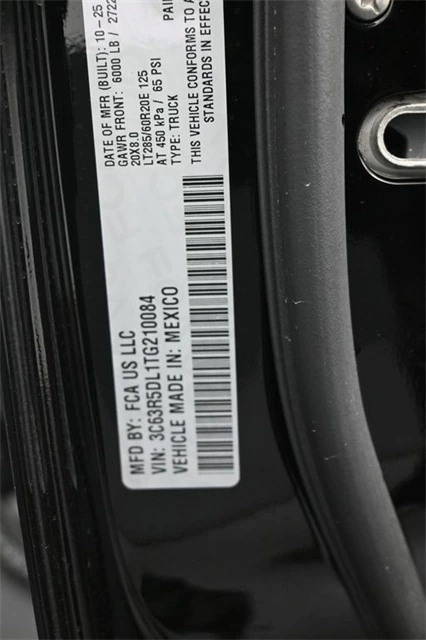 MFD BY: FCA US LLC
VIN: 3C63R5DL1TG210084
VEHICLE MADE IN: MEXICO
DATE OF MFR (BUILT): 10-25
GAWR FRONT: 6000 LB / 2722
20X8.0
LT285/60R20E 125
AT 450 kPa / 65 PSI
TYPE: TRUCK
THIS VEHICLE CONFORMS TO A
STANDARDS IN EFFEC